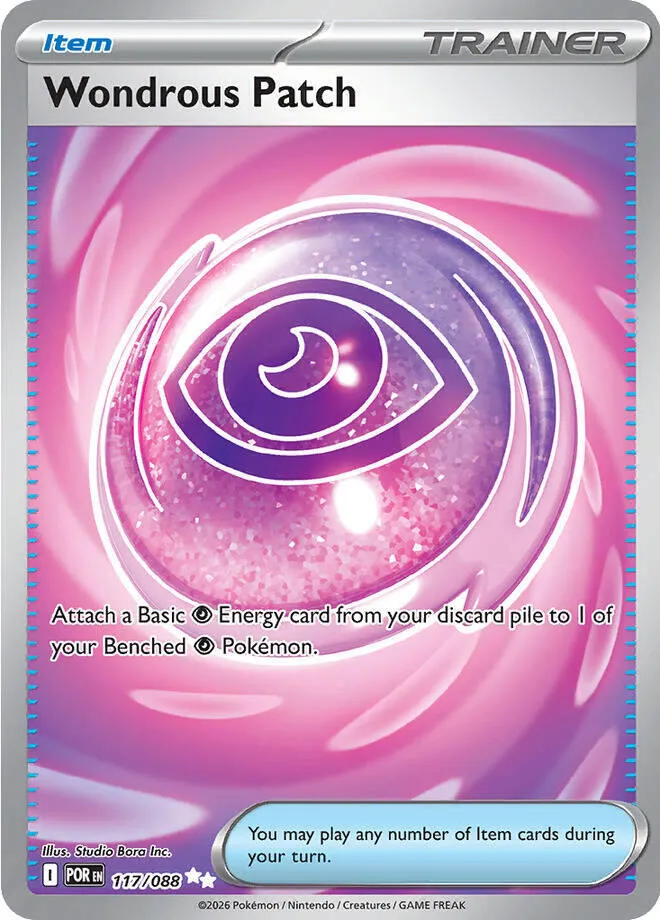 Item
TRAINER
Wondrous Patch
Attach a Basic Energy card from your discard pile to 1 of
your Benched Pokémon.
You may play any number of Item cards during
your turn.
Illus. Studio Bora Inc.
I POR EN 117/088
©2026 Pokémon / Nintendo / Creatures / GAME FREAK